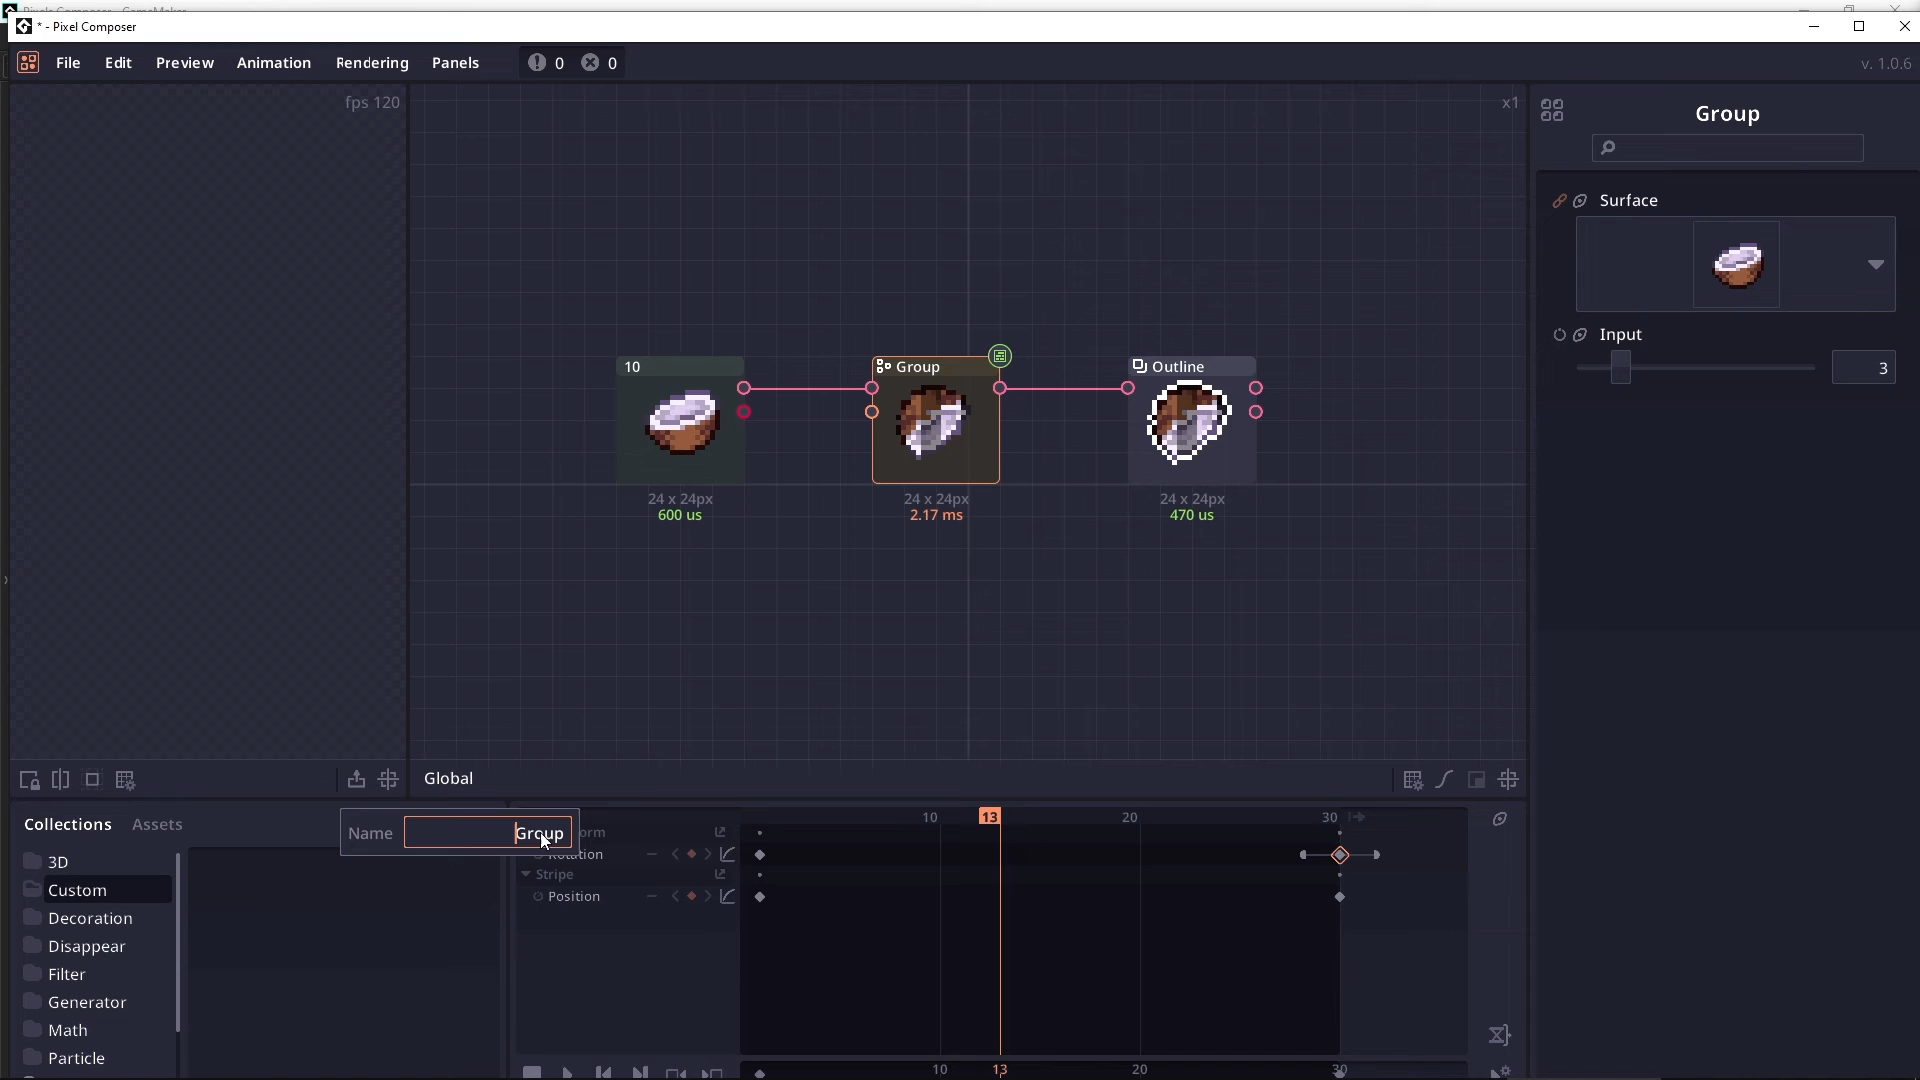 * - Pixel Composer
File Edit Preview Animation Rendering Panels 0 0 v. 1.0.6
fps 120
x1
Group
Surface
Input
3
10
Group
Outline
24 x 24px
600 us
24 x 24px
2.17 ms
24 x 24px
470 us
Global
Collections Assets
3D
Custom
Decoration
Disappear
Filter
Generator
Math
Particle
Name Group
10 13 20 30
Stripe
Position
10 13 20 30